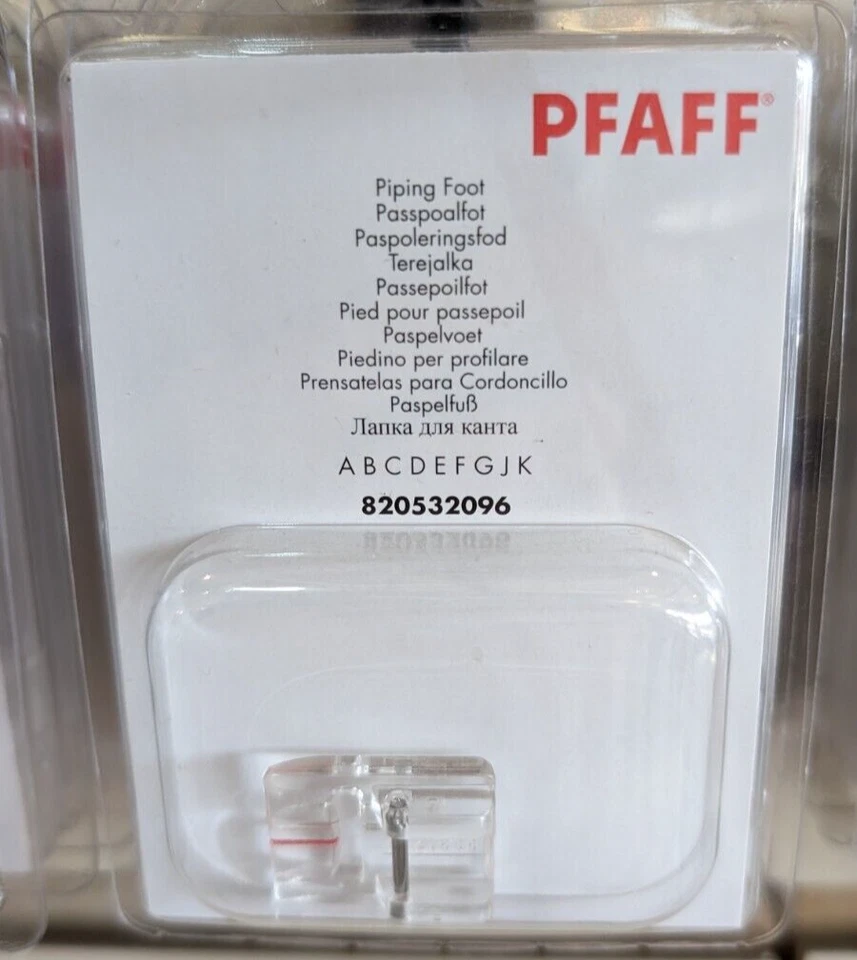 PFAFF®
Piping Foot
Passpoalfot
Paspoleringsfod
Terejalka
Passepoilfot
Pied pour passepoil
Paspelvoet
Piedino per profilare
Prensatelas para Cordoncillo
Paspelfuß
Лапка для канта
A B C D E F G J K
820532096